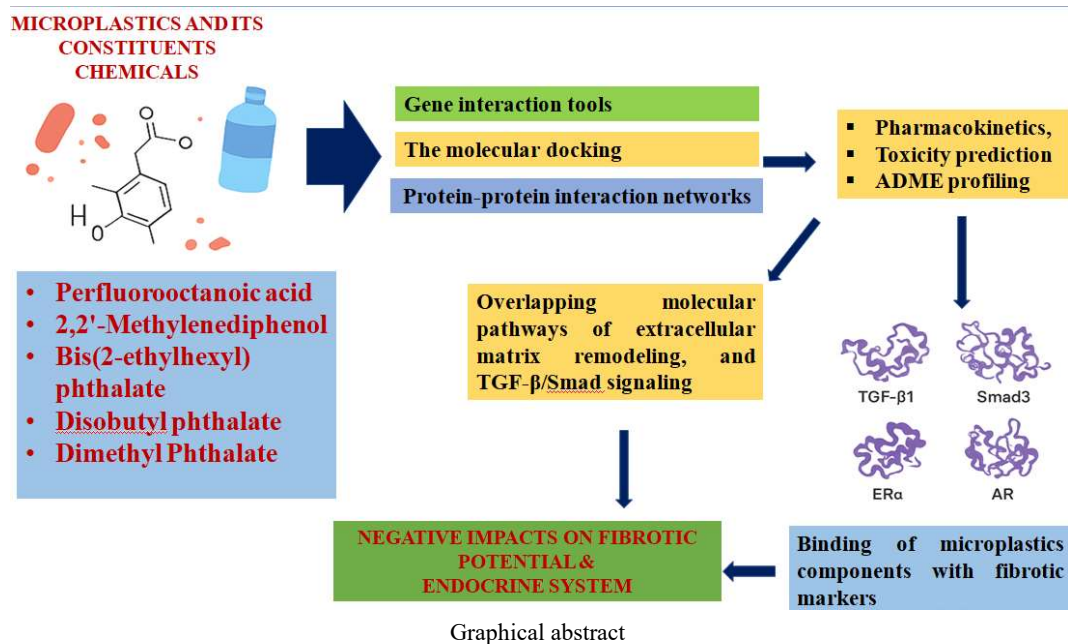 MICROPLASTICS AND ITS
CONSTITUENTS
CHEMICALS
O
O
H
O
Gene interaction tools
The molecular docking
Protein-protein interaction networks
▪ Pharmacokinetics,
▪ Toxicity prediction
▪ ADME profiling
• Perfluorooctanoic acid
• 2,2'-Methylenediphenol
• Bis(2-ethylhexyl)
phthalate
• Disobutyl phthalate
• Dimethyl Phthalate
Overlapping molecular
pathways of extracellular
matrix remodeling, and
TGF-β/Smad signaling
TGF-β1
Smad3
ERα
AR
NEGATIVE IMPACTS ON FIBROTIC
POTENTIAL &
ENDOCRINE SYSTEM
Binding of microplastics
components with fibrotic
markers
Graphical abstract